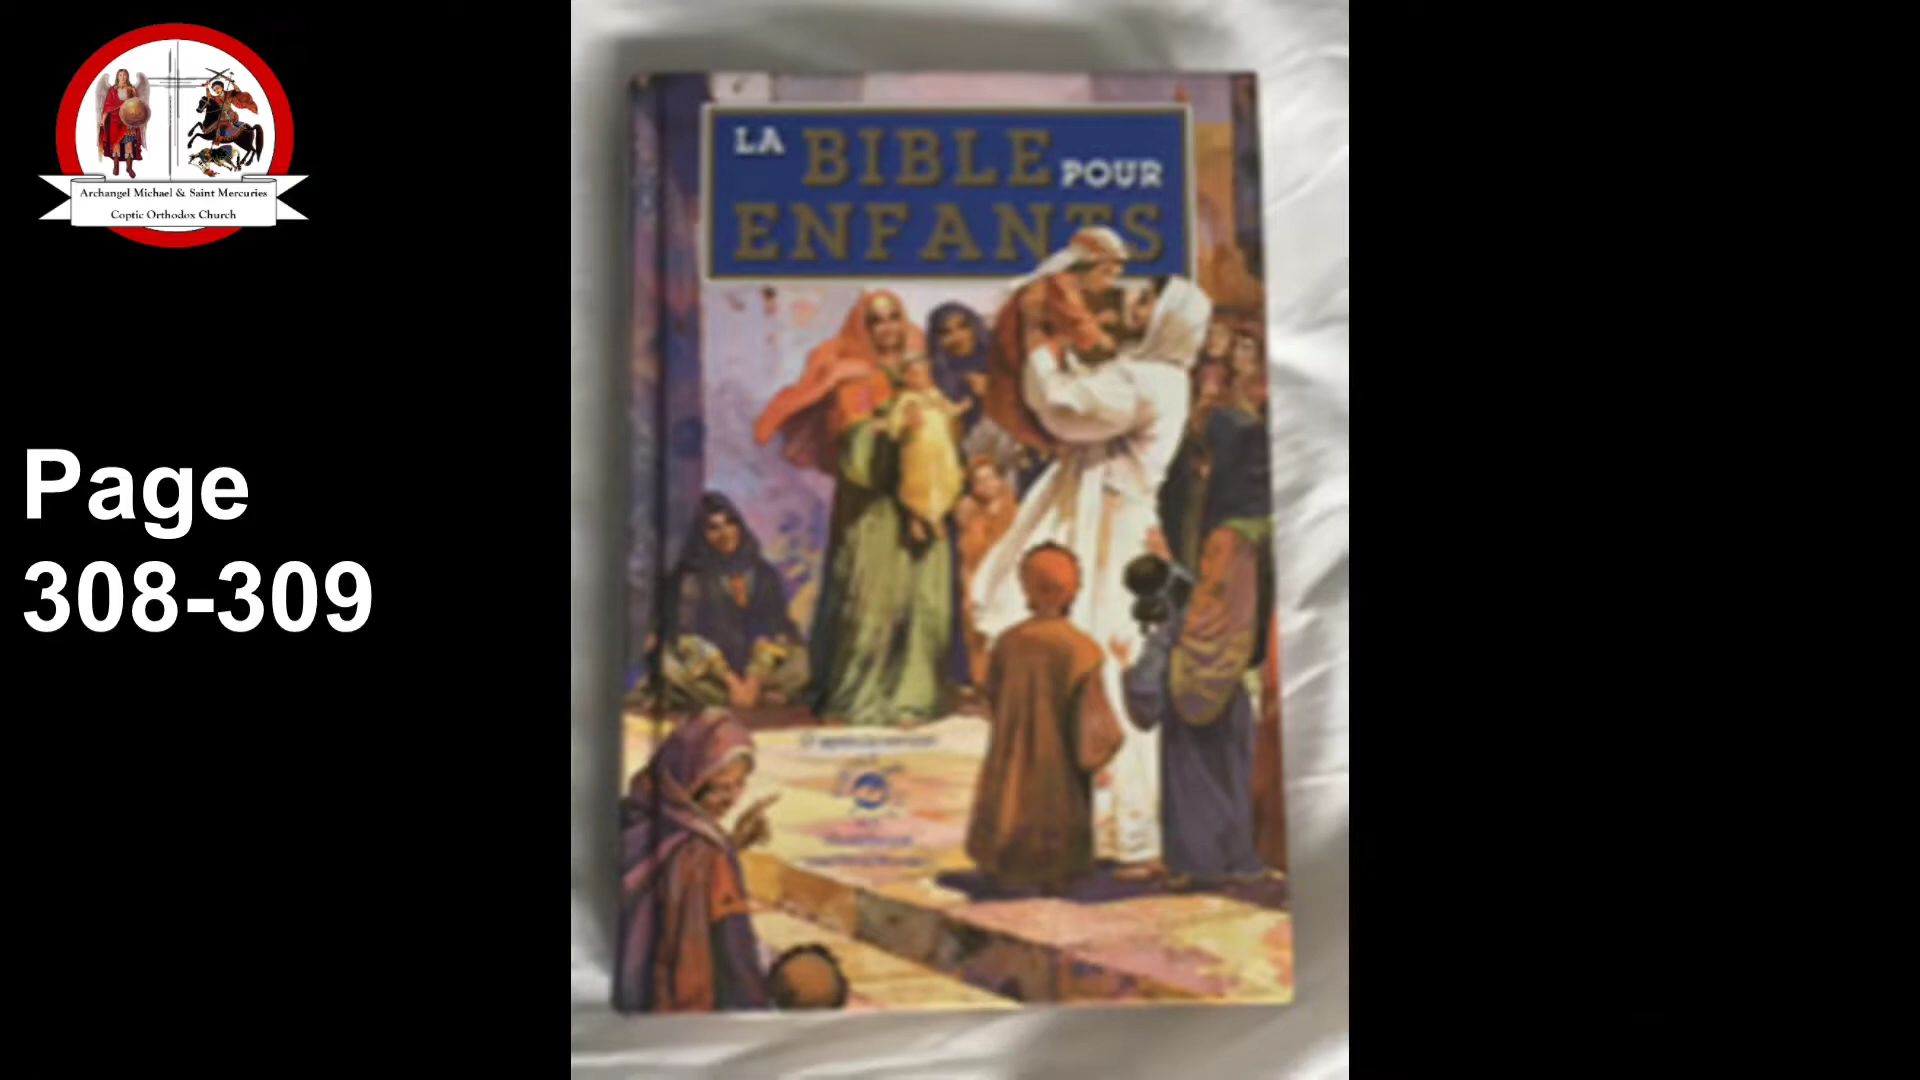 Archangel Michael & Saint Mercuries
Coptic Orthodox Church
Page
308-309
LA BIBLE POUR
ENFANTS